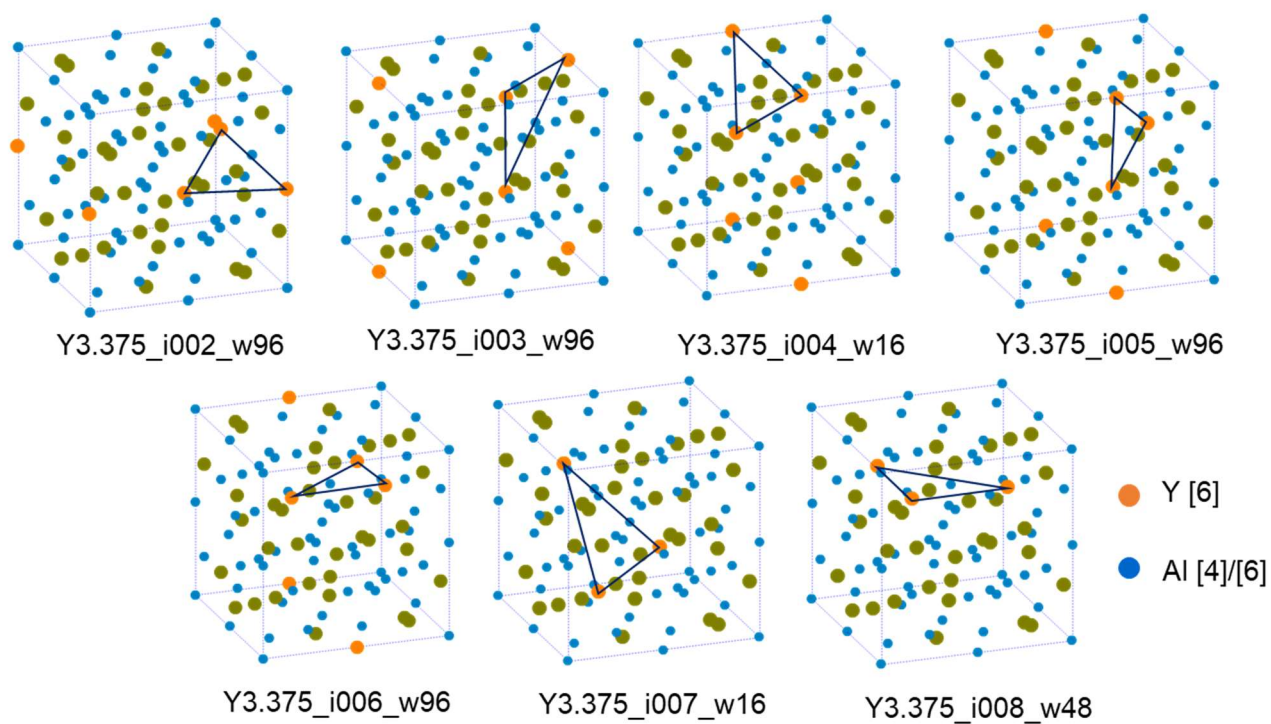 Y3.375_i002_w96
Y3.375_i003_w96
Y3.375_i004_w16
Y3.375_i005_w96
Y3.375_i006_w96
Y3.375_i007_w16
Y3.375_i008_w48
Y [6]
Al [4]/[6]